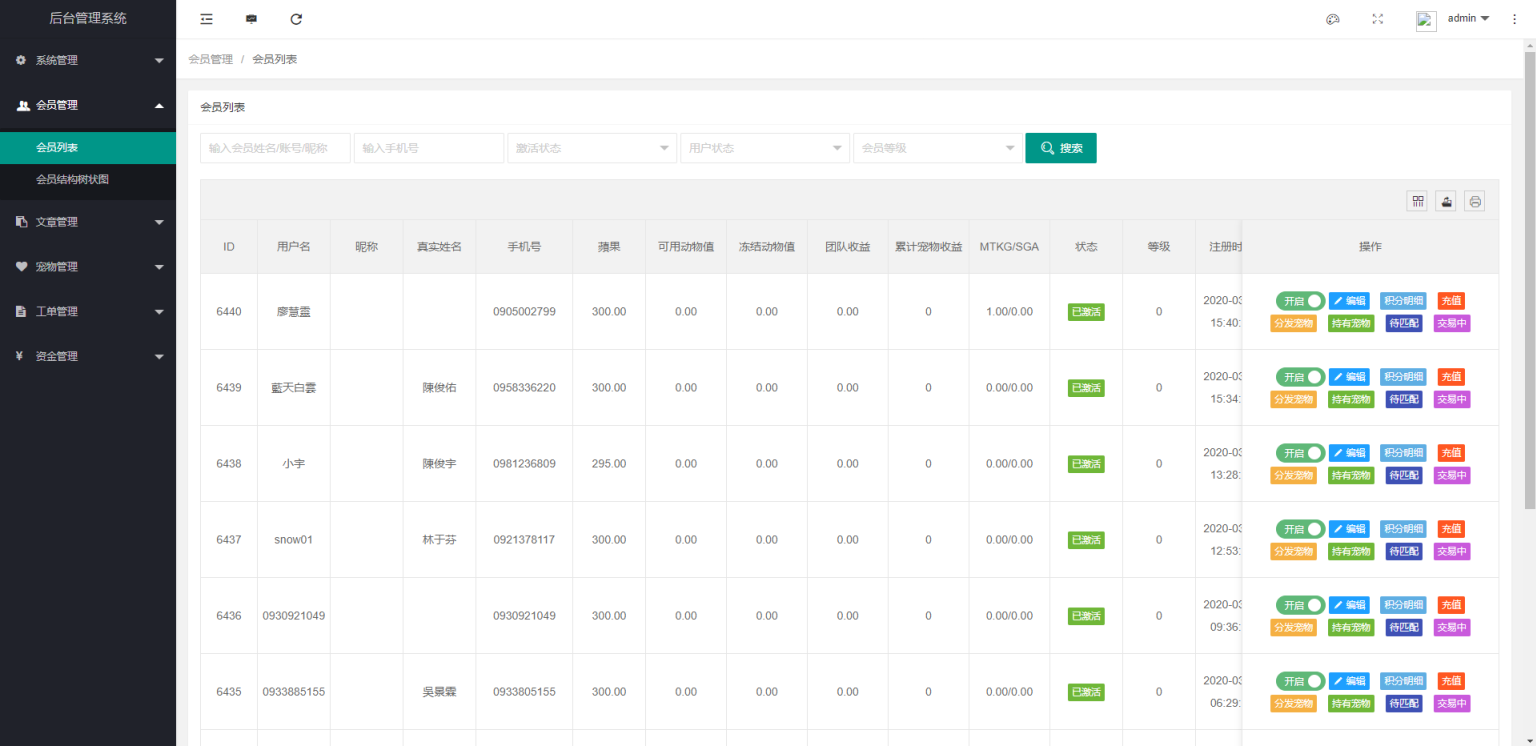 后台管理系统
admin
系统管理
会员管理
会员列表
会员结构树状图
文章管理
宠物管理
工单管理
资金管理
会员管理 / 会员列表
会员列表
输入会员姓名/账号/昵称 输入手机号 激活状态 用户状态 会员等级 搜索
ID 用户名 昵称 真实姓名 手机号 蘋果 可用动物值 冻结动物值 团队收益 累计宠物收益 MTKG/SGA 状态 等级 注册时 操作
6440 廖慧靈 0905002799 300.00 0.00 0.00 0.00 0 1.00/0.00 已激活 0 2020-03 15:40: 开启 编辑 积分明细 充值
分发宠物 持有宠物 待匹配 交易中
6439 藍天白雲 陳俊佑 0958336220 300.00 0.00 0.00 0.00 0 0.00/0.00 已激活 0 2020-03 15:34: 开启 编辑 积分明细 充值
分发宠物 持有宠物 待匹配 交易中
6438 小宇 陳俊宇 0981236809 295.00 0.00 0.00 0.00 0 0.00/0.00 已激活 0 2020-03 13:28: 开启 编辑 积分明细 充值
分发宠物 持有宠物 待匹配 交易中
6437 snow01 林于芬 0921378117 300.00 0.00 0.00 0.00 0 0.00/0.00 已激活 0 2020-03 12:53: 开启 编辑 积分明细 充值
分发宠物 持有宠物 待匹配 交易中
6436 0930921049 0930921049 300.00 0.00 0.00 0.00 0 0.00/0.00 已激活 0 2020-03 09:36: 开启 编辑 积分明细 充值
分发宠物 持有宠物 待匹配 交易中
6435 0933885155 吳景霖 0933805155 300.00 0.00 0.00 0.00 0 0.00/0.00 已激活 0 2020-03 06:29: 开启 编辑 积分明细 充值
分发宠物 持有宠物 待匹配 交易中